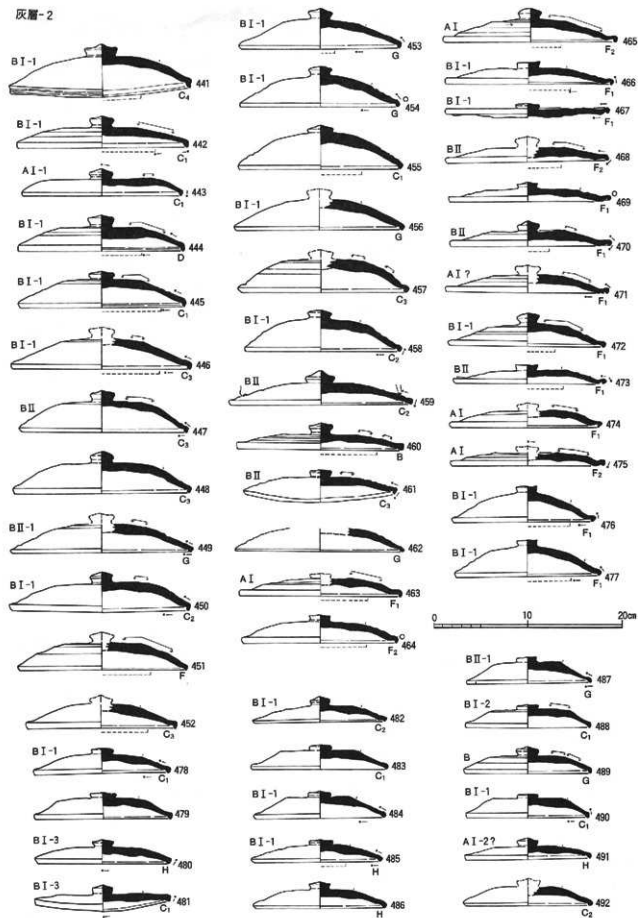 灰層-2
BI-1
441
C4
BI-1
442
C1
AI-1
443
C1
BI-1
444
D
BI-1
445
C1
BI-1
446
C3
BII
447
C3
448
C3
BII-1
449
G
BI-1
450
C2
451
F
452
C3
BI-1
478
C1
479
BI-3
480
H
BI-3
481
C1
BI-1
453
G
BI-1
454
G
455
C1
BI-1
456
G
457
C3
BI-1
458
C2
BII
459
C2
460
B
BII
461
C3
462
G
AI
463
F1
464
F2
BI-1
482
C2
483
C1
BI-1
484
BI-1
485
H
486
H
AI
465
F2
BI-1
466
F1
BI-1
467
F1
BII
468
F2
469
F1
BII
470
F1
AI?
471
F1
BI-1
472
F1
BII
473
F1
AI
474
F1
AI
475
F2
BI-1
476
F1
BI-1
477
F1
0 10 20cm
BII-1
487
G
BI-2
488
C1
B
489
G
BI-1
490
C1
AI-2?
491
H
492
C2